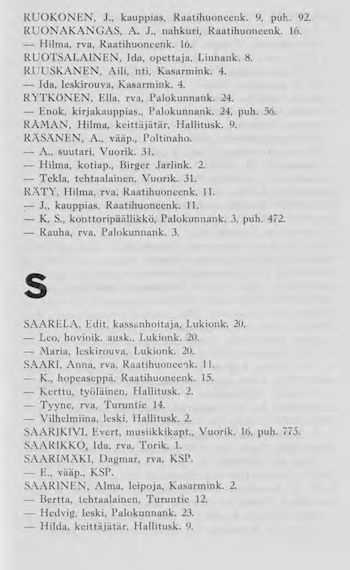 RUOKONEN, J., kauppias, Raatihuoneenk. 9, puh. 92.
RUONAKANGAS, A. J., nahkuri, Raatihuoneenk. 16.
— Hilma, rva, Raatihuoneenk. 16.
RUOTSALAINEN, Ida, opettaja, Linnank. 8.
RUUSKANEN, Aili, nti, Kasarmink. 4.
— Ida, leskirouva, Kasarmink. 4.
RYTKÖNEN, Ella, rva, Palokunnank. 24.
— Enok, kirjakauppias., Palokunnank. 24, puh. 56.
RÄMÄN, Hilma, keittäjätär, Hallitusk. 9.
RÄSÄNEN, A., vääp., Poltinaho.
— A., suutari, Vuorik. 31.
— Hilma, kotiap., Birger Jarlink. 2.
— Tekla, tehtaalainen, Vuorik. 31.
RÄTY, Hilma, rva, Raatihuoneenk. 11.
— J., kauppias, Raatihuoneenk. 11.
— K. S., konttoripäällikkö, Palokunnank. 3, puh. 472.
— Rauha, rva, Palokunnank. 3.
S
SAARELA, Edit, kassanhoitaja, Lukionk. 20.
— Leo, hovioik. ausk., Lukionk. 20.
— Maria, leskirouva, Lukionk. 20.
SAARI, Anna, rva, Raatihuoneenk. 11.
— K., hopeaseppä, Raatihuoneenk. 15.
— Kerttu, työläinen, Hallitusk. 2.
— Tyyne, rva, Turuntie 14.
— Vilhelmiina, leski, Hallitusk. 2.
SAARIKIVI, Evert, musiikkikapt., Vuorik. 16, puh. 775.
SAARIKKO, Ida, rva, Torik. 1.
SAARIMÄKI, Dagmar, rva, KSP.
— E., vääp., KSP.
SAARINEN, Alma, leipoja, Kasarmink. 2.
— Bertta, tehtaalainen, Turuntie 12.
— Hedvig, leski, Palokunnank. 23.
— Hilda, keittäjätär, Hallitusk. 9.